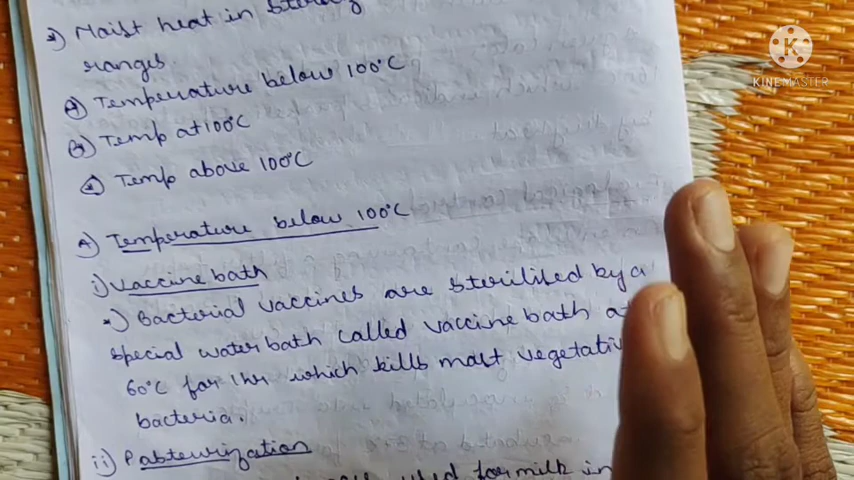 *) Moist heat in
ranges.
A) Temperature below 100°C
B) Temp at 100°C
C) Temp above 100°C
A) Temperature below 100°C
i) Vaccine bath
*) Bacterial vaccines are sterilised by a
special water bath called vaccine bath at
60°C for 1hr which kills most vegetativ
bacteria.
ii) Pasteurization
used for milk in
K
KINEMASTER